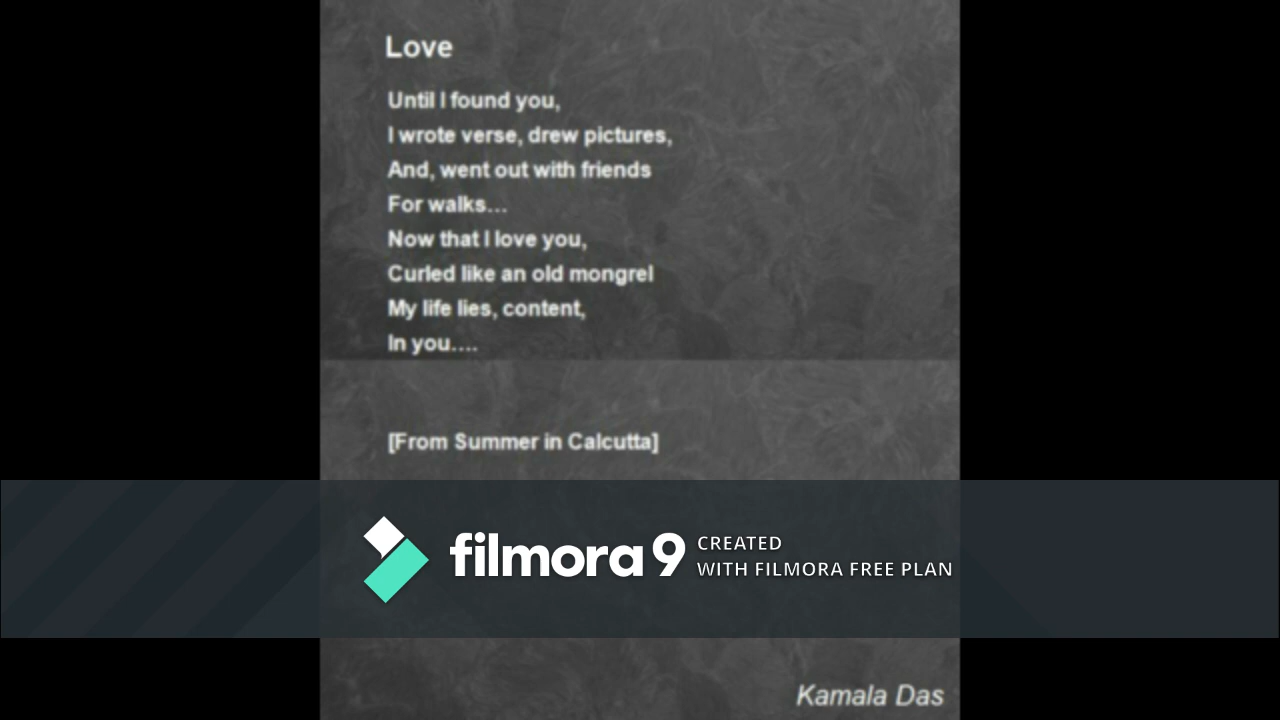 Love
Until I found you,
I wrote verse, drew pictures,
And, went out with friends
For walks…
Now that I love you,
Curled like an old mongrel
My life lies, content,
In you….
[From Summer in Calcutta]
filmora 9 CREATED
WITH FILMORA FREE PLAN
Kamala Das